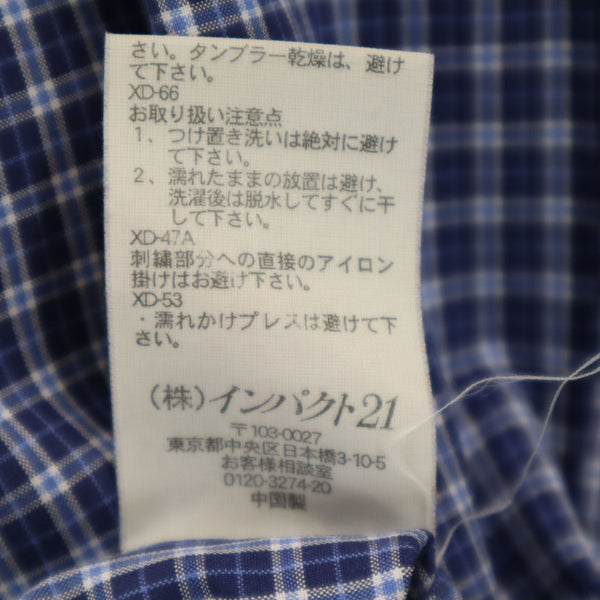 さい。タンブラー乾燥は、避け
て下さい。
XD-66
お取り扱い注意点
1、つけ置き洗いは絶対に避け
て下さい。
2、濡れたままの放置は避け、
洗濯後は脱水してすぐに干
して下さい。
XD-47A
刺繍部分への直接のアイロン
掛けはお避け下さい。
XD-53
・濡れかけプレスは避けて下
さい。
(株)インパクト21
〒103-0027
東京都中央区日本橋3-10-5
お客様相談室
0120-3274-20
中国製